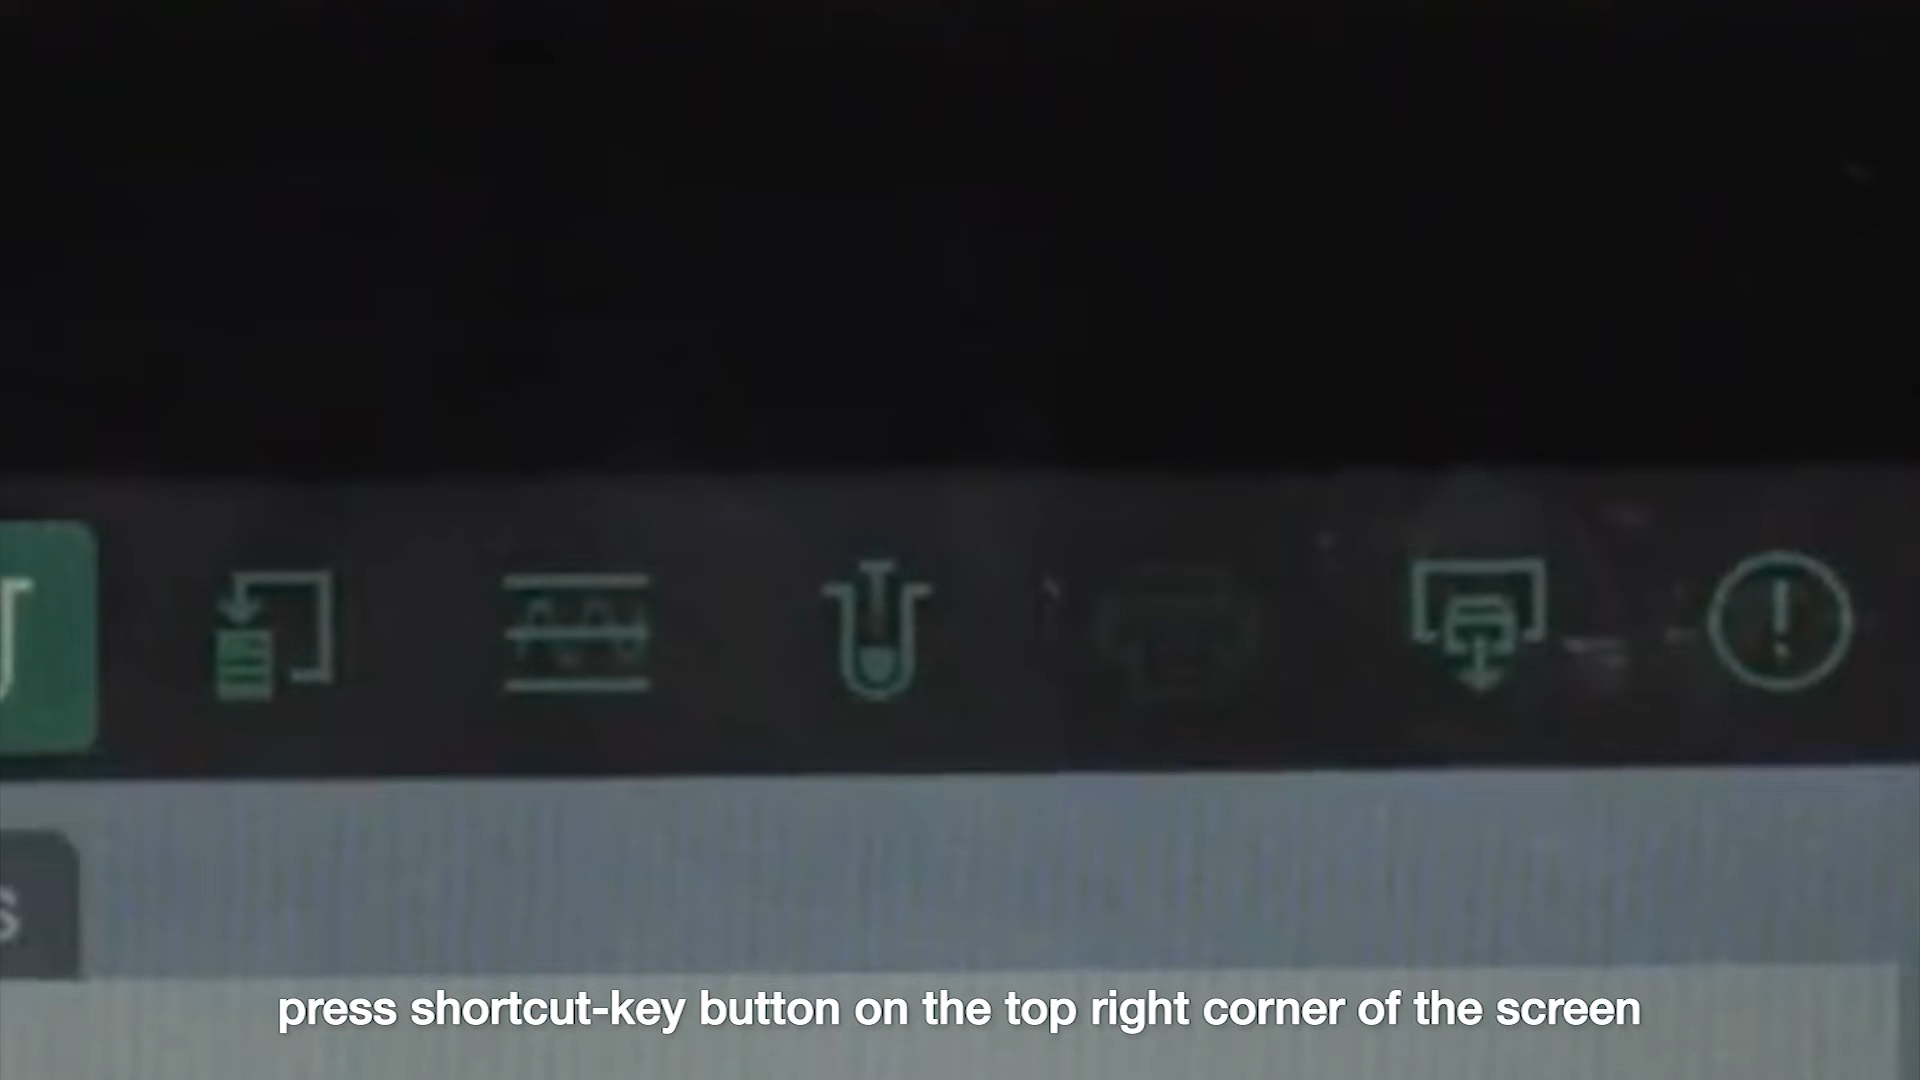 s
press shortcut-key button on the top right corner of the screen